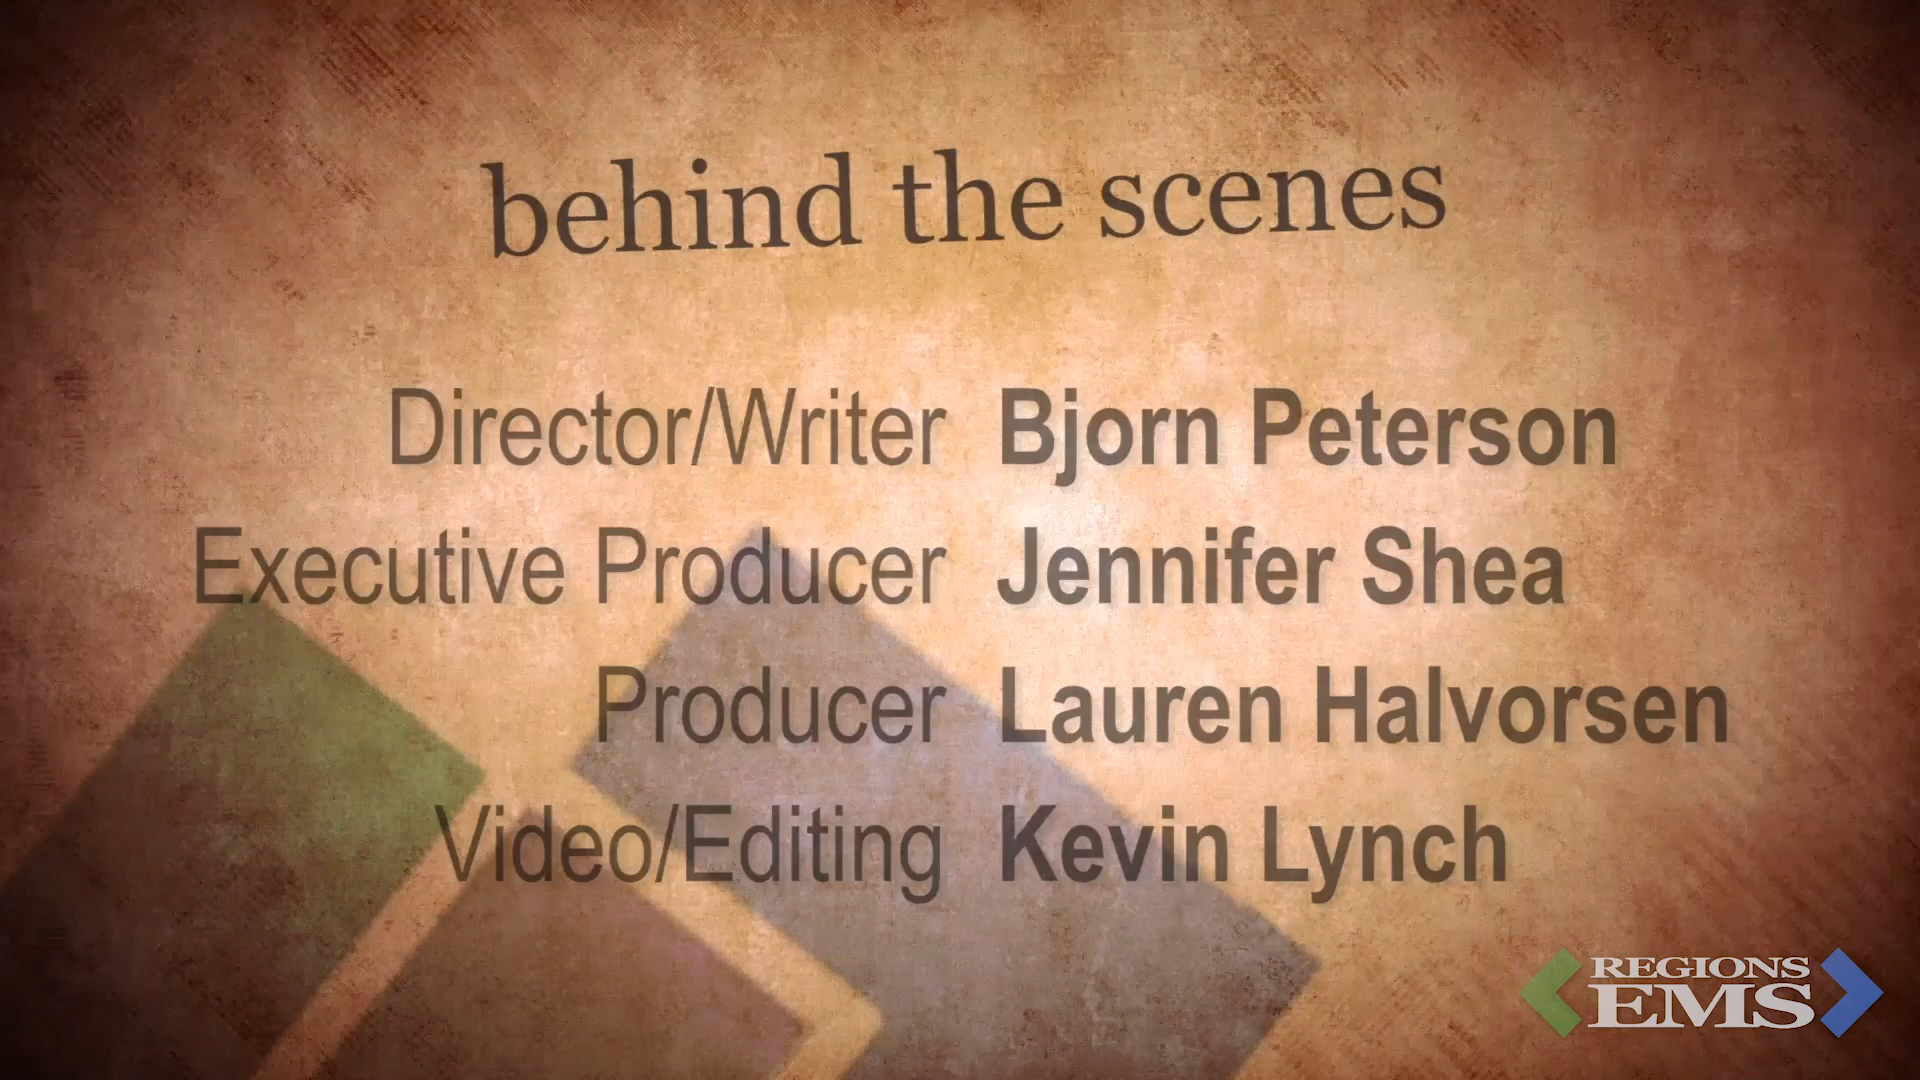 behind the scenes
Director/Writer Bjorn Peterson
Executive Producer Jennifer Shea
Producer Lauren Halvorsen
Video/Editing Kevin Lynch
REGIONS
EMS